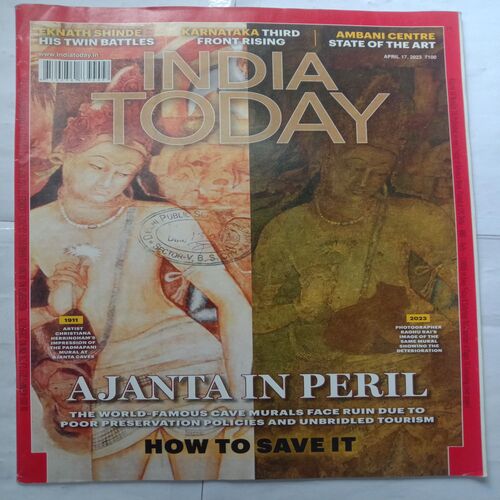 EKNATH SHINDE
HIS TWIN BATTLES
KARNATAKA THIRD
FRONT RISING
AMBANI CENTRE
STATE OF THE ART
www.indiatoday.in
APRIL 17, 2023 ₹100
INDIA
TODAY
PUBLIC S
SECTOR-V, B.S.
1911
ARTIST
CHRISTIANA
HERRINGHAM'S
IMPRESSION OF
THE PADMAPANI
MURAL AT
AJANTA CAVES
2023
PHOTOGRAPHER
RAGHU RAI'S
IMAGE OF THE
SAME MURAL
SHOWING THE
DETERIORATION
AJANTA IN PERIL
THE WORLD-FAMOUS CAVE MURALS FACE RUIN DUE TO
POOR PRESERVATION POLICIES AND UNBRIDLED TOURISM
HOW TO SAVE IT